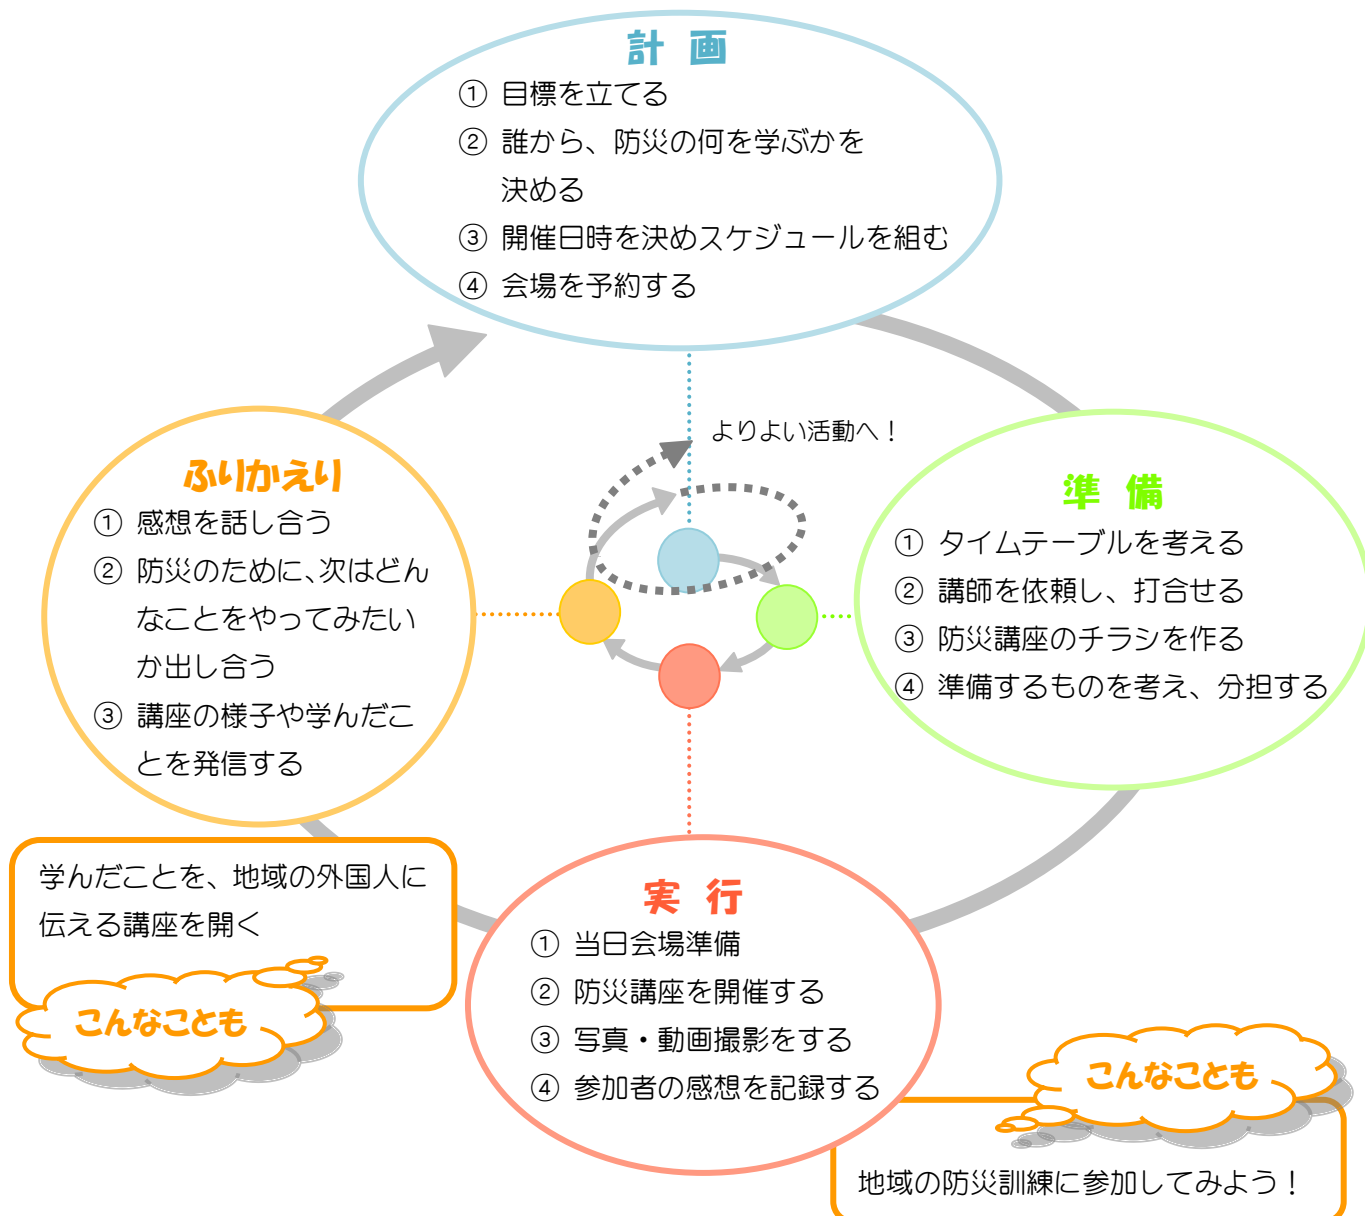 計 画
① 目標を立てる
② 誰から、防災の何を学ぶかを
決める
③ 開催日時を決めスケジュールを組む
④ 会場を予約する
よりよい活動へ！
準 備
① タイムテーブルを考える
② 講師を依頼し、打合せる
③ 防災講座のチラシを作る
④ 準備するものを考え、分担する
実 行
① 当日会場準備
② 防災講座を開催する
③ 写真・動画撮影をする
④ 参加者の感想を記録する
こんなことも
地域の防災訓練に参加してみよう！
ふりかえり
① 感想を話し合う
② 防災のために、次はどん
なことをやってみたい
か出し合う
③ 講座の様子や学んだこ
とを発信する
学んだことを、地域の外国人に
伝える講座を開く
こんなことも